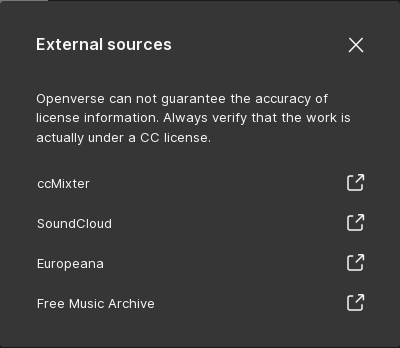 External sources
Openverse can not guarantee the accuracy of
license information. Always verify that the work is
actually under a CC license.
ccMixter
SoundCloud
Europeana
Free Music Archive